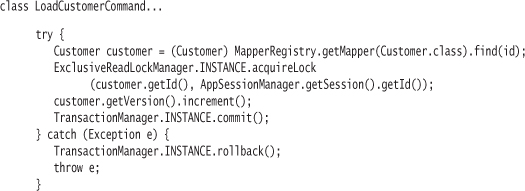 class LoadCustomerCommand...
try {
Customer customer = (Customer) MapperRegistry.getMapper(Customer.class).find(id);
ExclusiveReadLockManager.INSTANCE.acquireLock
(customer.getId(), AppSessionManager.getSession().getId());
customer.getVersion().increment();
TransactionManager.INSTANCE.commit();
} catch (Exception e) {
TransactionManager.INSTANCE.rollback();
throw e;
}